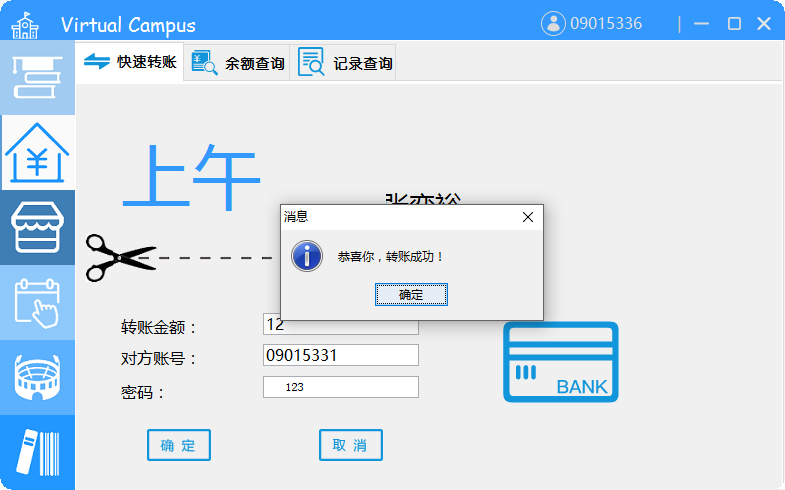 Virtual Campus
09015336
快速转账
余额查询
记录查询
上午
消息
恭喜你，转账成功！
确定
转账金额：
12
对方账号：
09015331
密码：
123
BANK
确 定
取 消